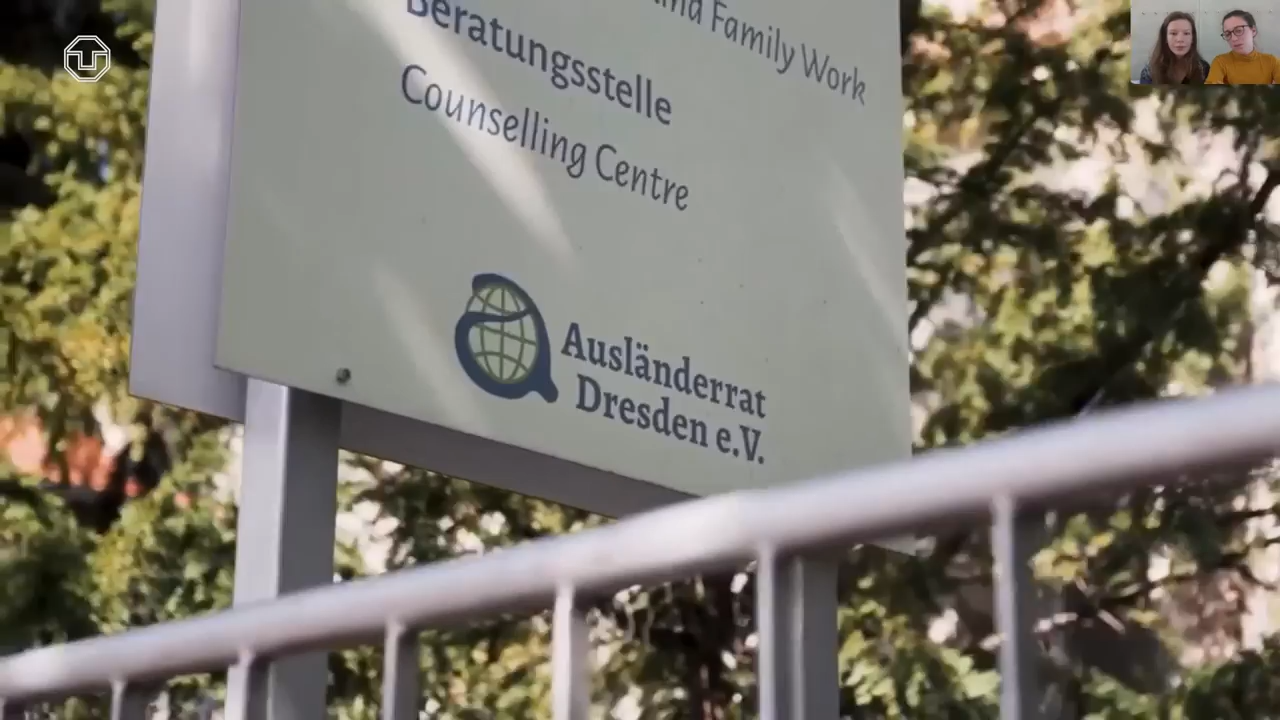 and Family Work
Beratungsstelle
Counselling Centre
Ausländerrat
Dresden e.V.